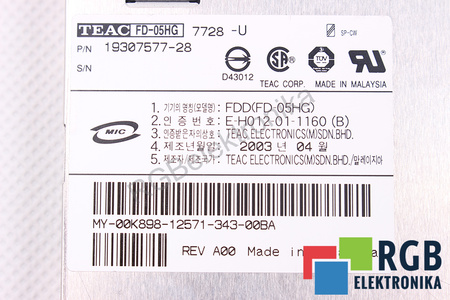 TEAC FD-05HG 7728 -U
P/N 19307577-28
S/N
D43012
SP-CW
TEAC CORP. MADE IN MALAYSIA
1. 기기의 명칭(모델명): FDD(FD-05HG)
2. 인 증 번 호: E-H012-01-1160 (B)
3. 인증받은자의상호: TEAC ELECTRONICS(M)SDN.BHD.
4. 제조년월일: 2003 년 04 월
5. 제조자/제조국가: TEAC ELECTRONICS(M)SDN.BHD./말레이지아
MIC
MY-00K898-12571-343-00BA
REV A00 Made in
RGB
ELEKTRONIKA